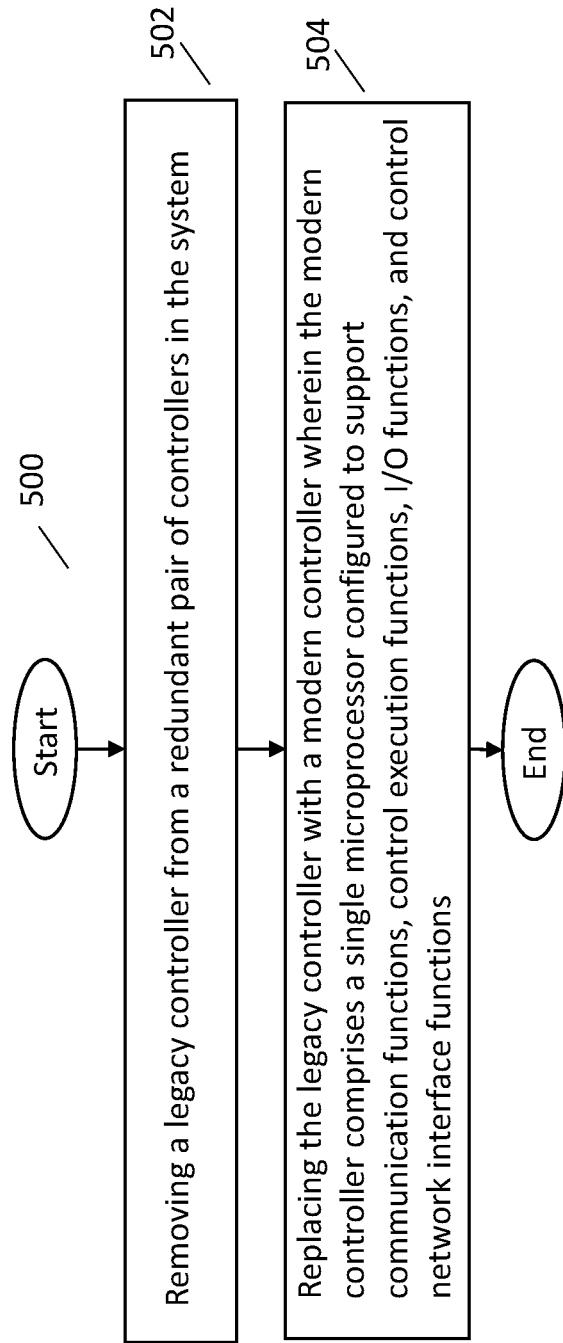 500
Start
502
Removing a legacy controller from a redundant pair of controllers in the system
504
Replacing the legacy controller with a modern controller wherein the modern
controller comprises a single microprocessor configured to support
communication functions, control execution functions, I/O functions, and control
network interface functions
End